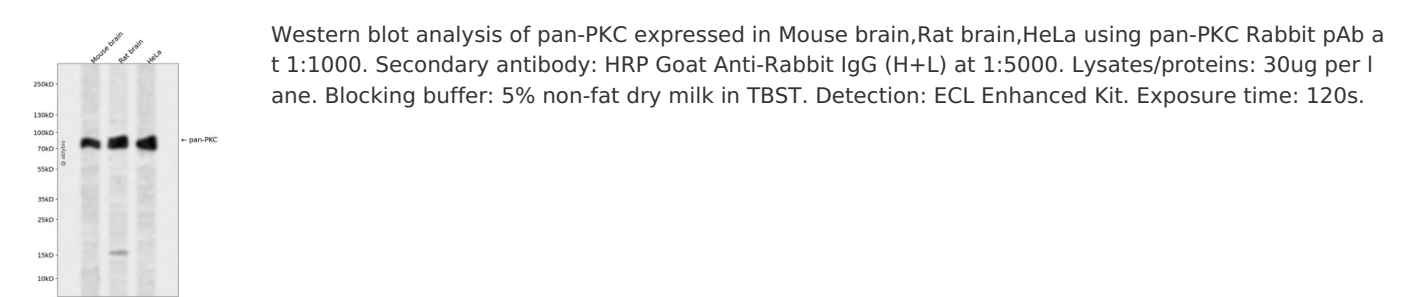 Mouse brain
Rat brain
HeLa
250kD
130kD
100kD
70kD
55kD
35kD
25kD
15kD
10kD
← pan-PKC
Western blot analysis of pan-PKC expressed in Mouse brain,Rat brain,HeLa using pan-PKC Rabbit pAb a
t 1:1000. Secondary antibody: HRP Goat Anti-Rabbit IgG (H+L) at 1:5000. Lysates/proteins: 30ug per l
ane. Blocking buffer: 5% non-fat dry milk in TBST. Detection: ECL Enhanced Kit. Exposure time: 120s.